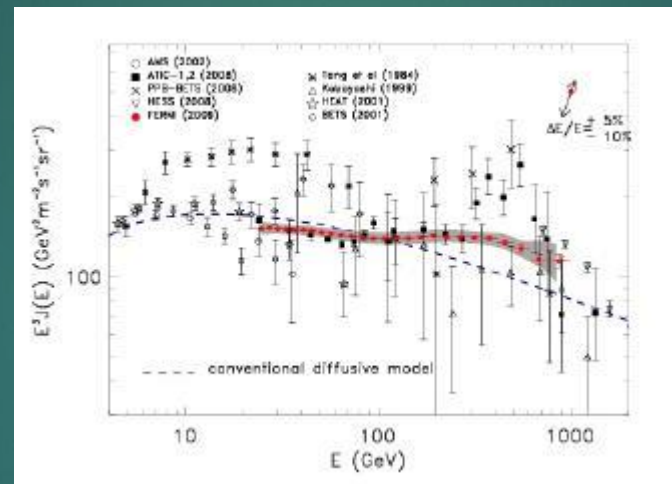 AMS (2002)
ATIC-1,2 (2008)
PPB-BETS (2008)
HESS (2008)
FERMI (2009)
Tang et al (1984)
Kobayashi (1999)
HEAT (2001)
BETS (2001)
ΔE/E= + 5%
- 10%
E³J(E) (GeV²m⁻²s⁻¹sr⁻¹)
100
conventional diffusive model
10
100
1000
E (GeV)